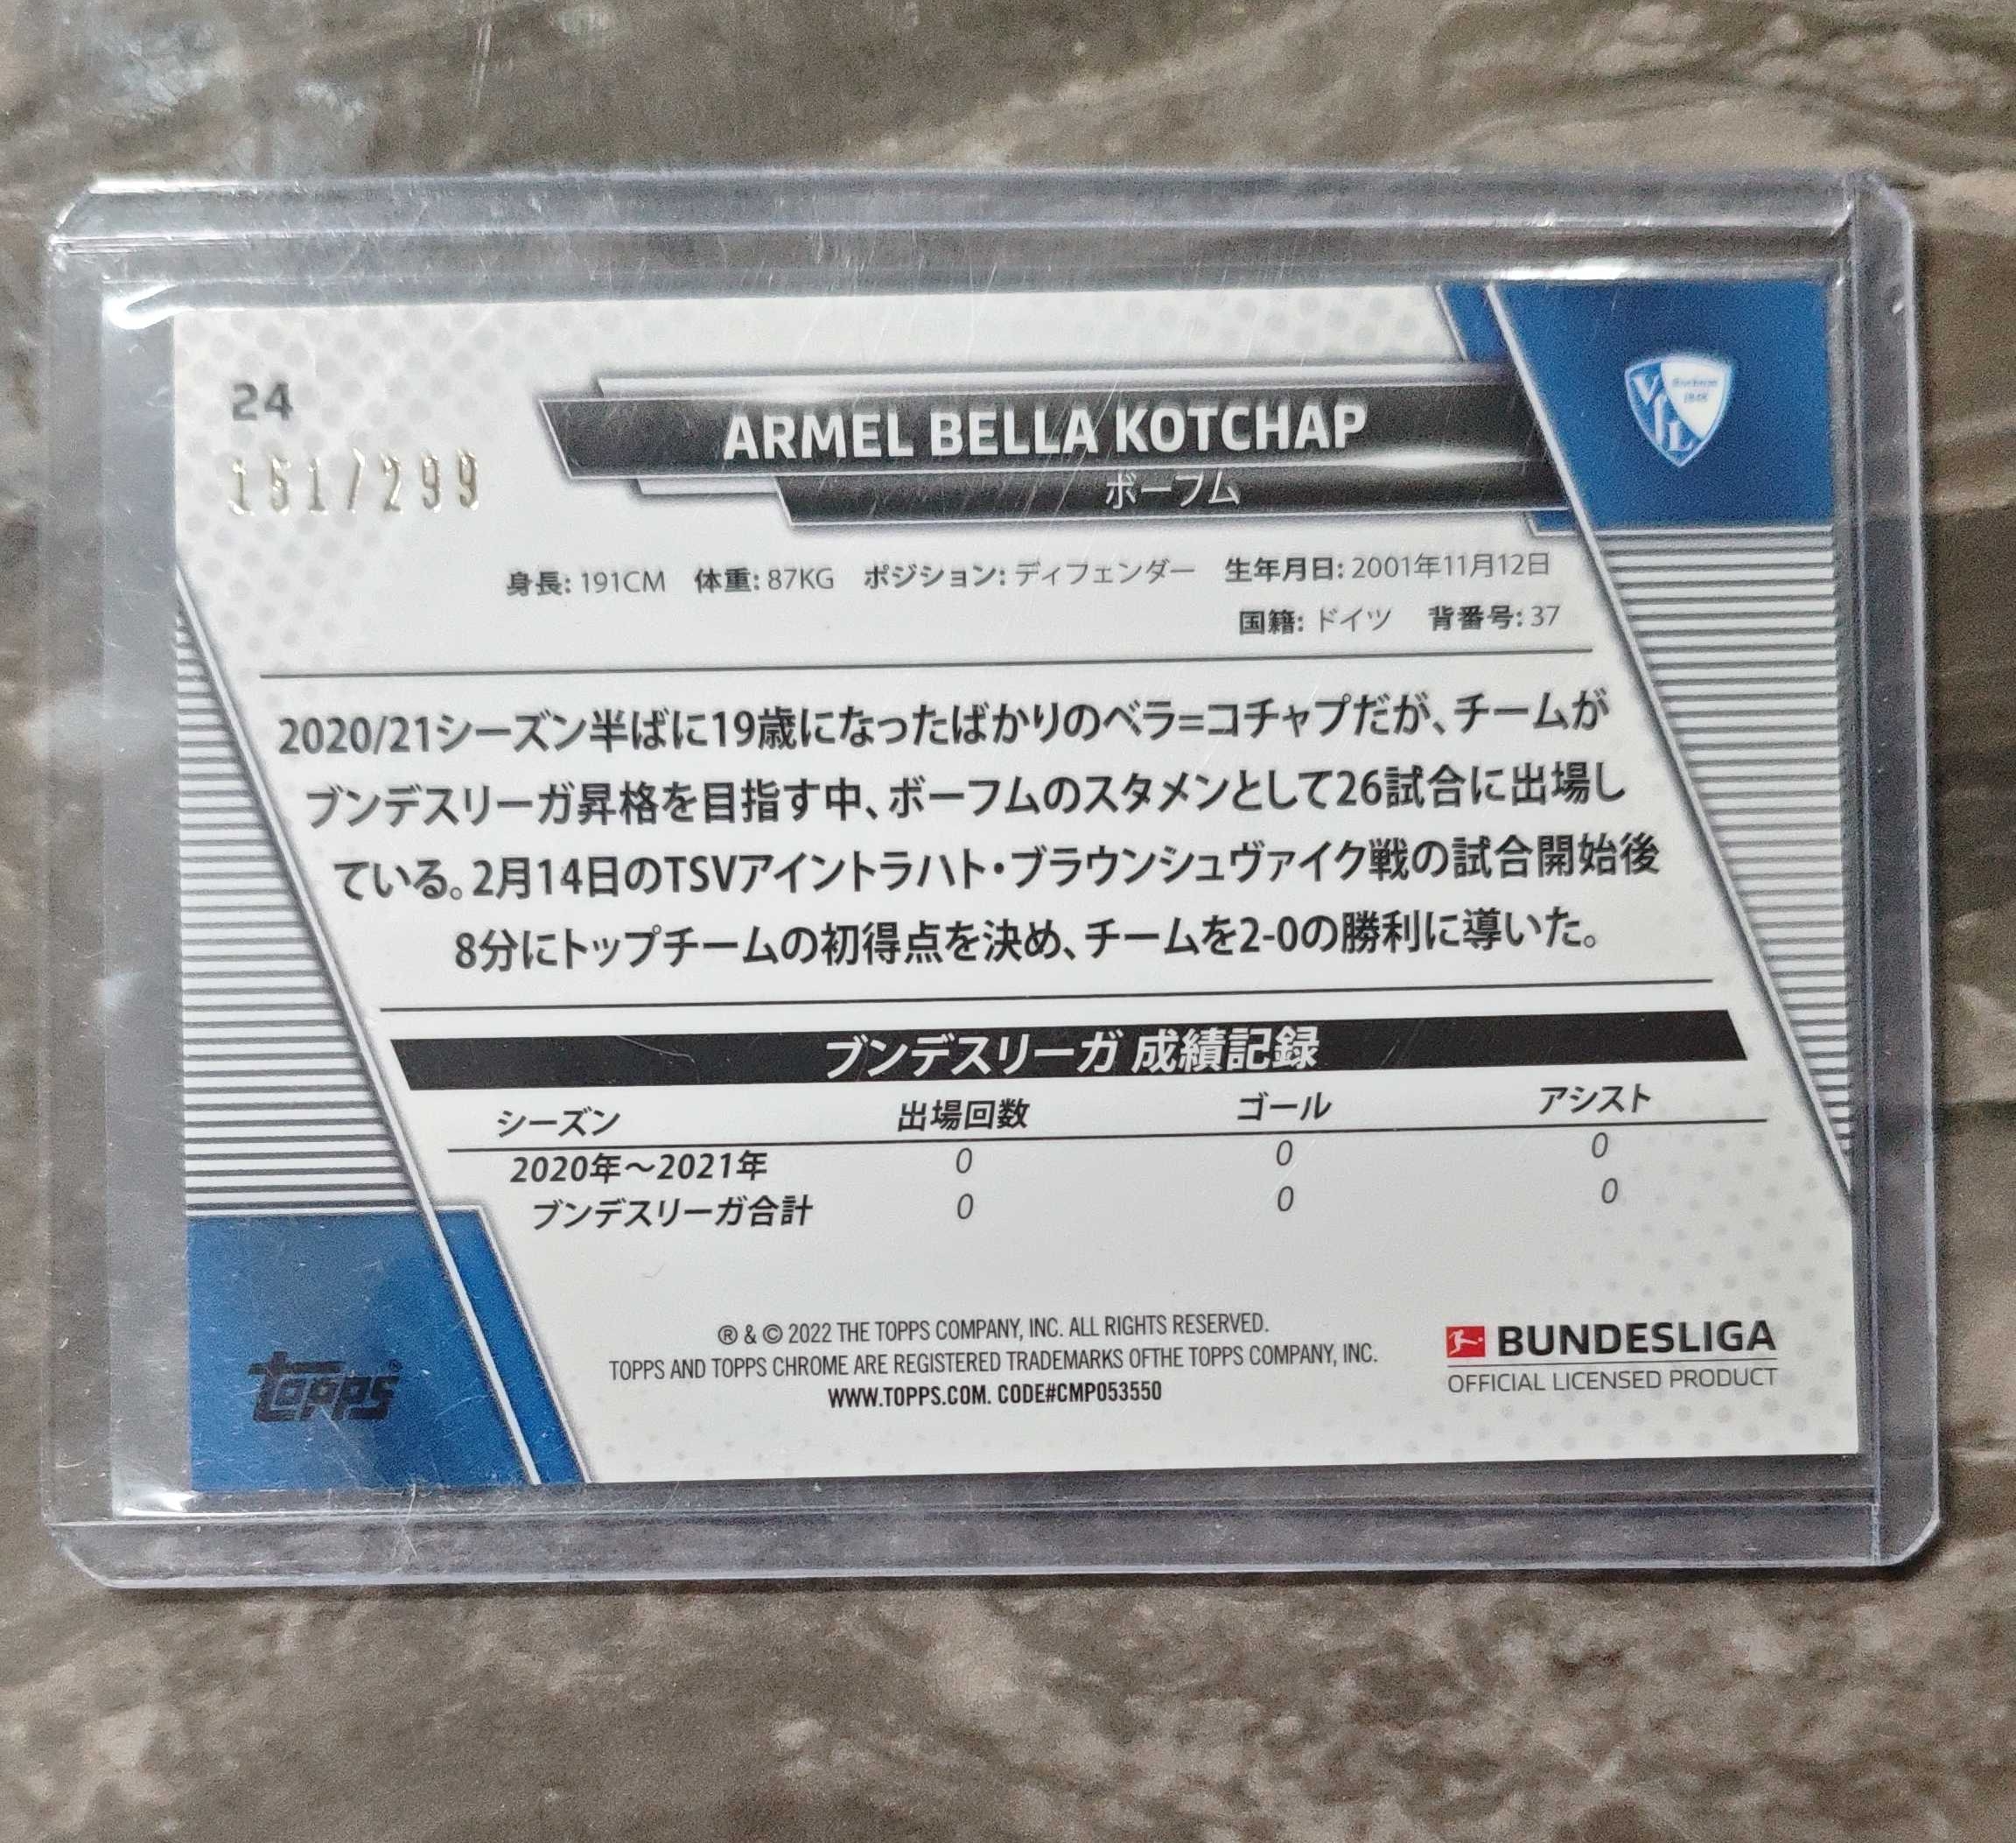 24
151/299
ARMEL BELLA KOTCHAP
ボーフム
VfL
Bochum
1848
身長: 191CM 体重: 87KG ポジション: ディフェンダー 生年月日: 2001年11月12日
国籍: ドイツ 背番号: 37
2020/21シーズン半ばに19歳になったばかりのベラ=コチャプだが、チームが
ブンデスリーガ昇格を目指す中、ボーフムのスタメンとして26試合に出場し
ている。2月14日のTSVアイントラハト・ブラウンシュヴァイク戦の試合開始後
8分にトップチームの初得点を決め、チームを2-0の勝利に導いた。
ブンデスリーガ 成績記録
シーズン 出場回数 ゴール アシスト
2020年～2021年 0 0 0
ブンデスリーガ合計 0 0 0
® & © 2022 THE TOPPS COMPANY, INC. ALL RIGHTS RESERVED.
TOPPS AND TOPPS CHROME ARE REGISTERED TRADEMARKS OFTHE TOPPS COMPANY, INC.
WWW.TOPPS.COM. CODE#CMP053550
BUNDESLIGA
OFFICIAL LICENSED PRODUCT
topps®